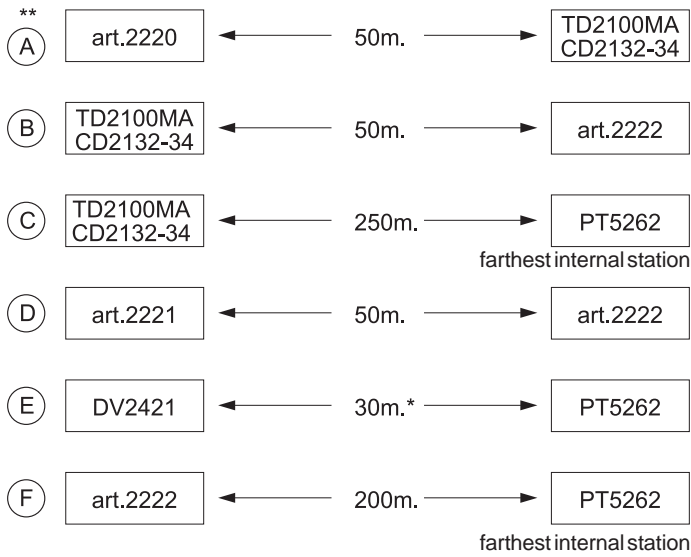 **
A art.2220 50m. TD2100MA
CD2132-34
B TD2100MA
CD2132-34 50m. art.2222
C TD2100MA
CD2132-34 250m. PT5262
farthest internal station
D art.2221 50m. art.2222
E DV2421 30m.* PT5262
F art.2222 200m. PT5262
farthest internal station